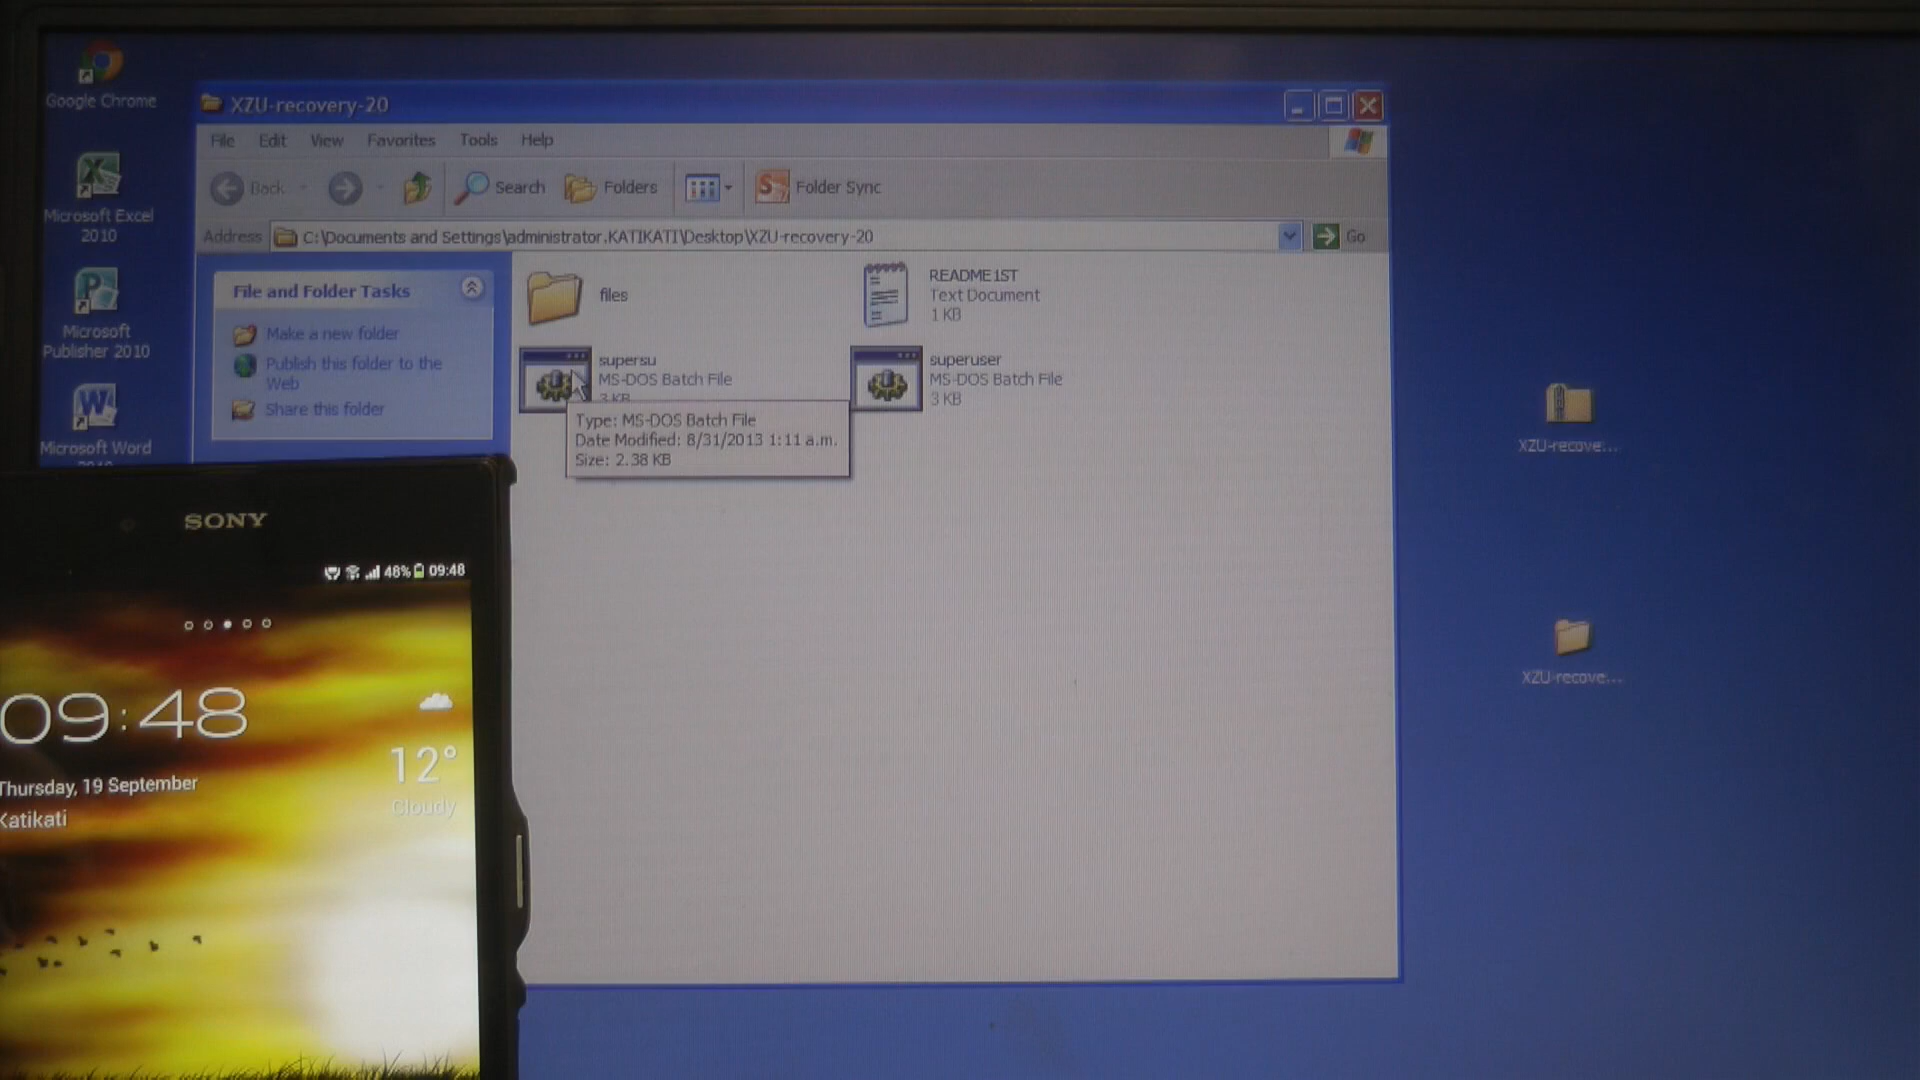 Google Chrome
Microsoft Excel
2010
Microsoft
Publisher 2010
Microsoft Word
XZU-recovery-20
File Edit View Favorites Tools Help
Back Search Folders Folder Sync
Address C:\Documents and Settings\administrator.KATIKATI\Desktop\XZU-recovery-20 Go
File and Folder Tasks
Make a new folder
Publish this folder to the
Web
Share this folder
files
README1ST
Text Document
1 KB
supersu
MS-DOS Batch File
3 KB
superuser
MS-DOS Batch File
3 KB
Type: MS-DOS Batch File
Date Modified: 8/31/2013 1:11 a.m.
Size: 2.38 KB
XZU-recove...
XZU-recove...
SONY
48% 09:48
09:48
12°
Cloudy
Thursday, 19 September
Katikati